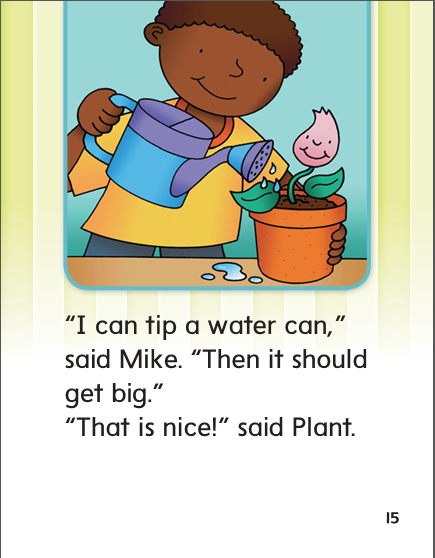 “I can tip a water can,”
said Mike. “Then it should
get big.”
“That is nice!” said Plant.
15